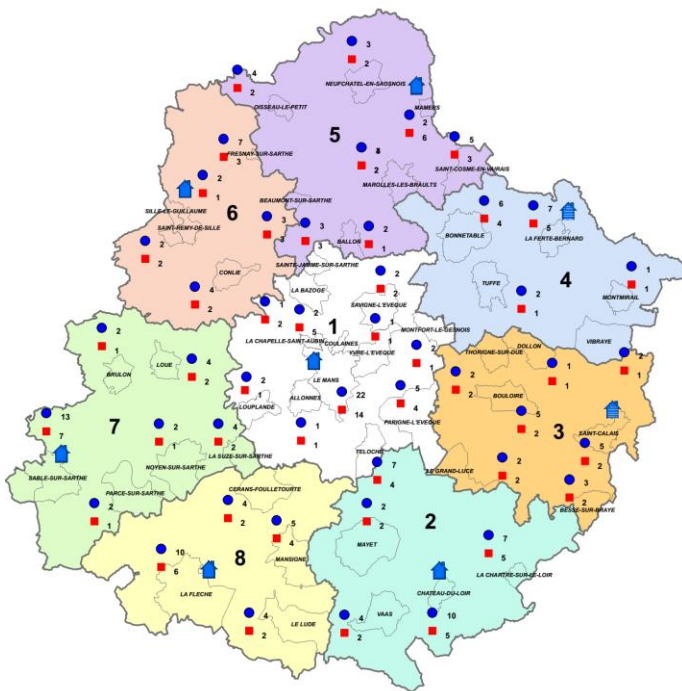 3
2
NEUFCHATEL-EN-SAOSNOIS
4
2
OISSEAU-LE-PETIT
MAMERS
2
6
5
3
SAINT-COSME-EN-VAIRAIS
5
2
MAROLLES-LES-BRAULTS
7
3
FRESNAY-SUR-SARTHE
2
1
SILLE-LE-GUILLAUME
SAINT-REMY-DE-SILLE
6
BEAUMONT-SUR-SARTHE
3
3
3
3
2
1
BALLON
2
2
CONLIE
4
2
SAINTE-JAMME-SUR-SARTHE
6
4
BONNETABLE
7
5
LA FERTE-BERNARD
4
TUFFE
2
1
1
1
MONTMIRAIL
VIBRAYE
LA BAZOGE
2
2
SAVIGNE-L'EVEQUE
1
2
2
5
1
1
1
LA CHAPELLE-SAINT-AUBIN
COULAINES
YVRE-L'EVEQUE
MONTFORT-LE-GESNOIS
2
1
LE MANS
2
1
LOUPLANDE
ALLONNES
22
14
5
4
PARIGNE-L'EVEQUE
1
1
TELOCHE
THORIGNE-SUR-DUE
DOLLON
2
1
1
1
2
2
BOULOIRE
5
2
3
SAINT-CALAIS
5
2
2
2
LE GRAND-LUCE
3
2
BESSE-SUR-BRAYE
2
1
BRULON
LOUE
4
2
13
7
7
SABLE-SUR-SARTHE
2
1
NOYEN-SUR-SARTHE
4
2
LA SUZE-SUR-SARTHE
PARCE-SUR-SARTHE
2
1
CERANS-FOULLETOURTE
4
2
5
4
MANSIGNE
10
6
8
LA FLECHE
4
2
LE LUDE
7
4
2
2
2
MAYET
7
5
LA CHARTRE-SUR-LE-LOIR
CHATEAU-DU-LOIR
10
5
VAAS
4
2